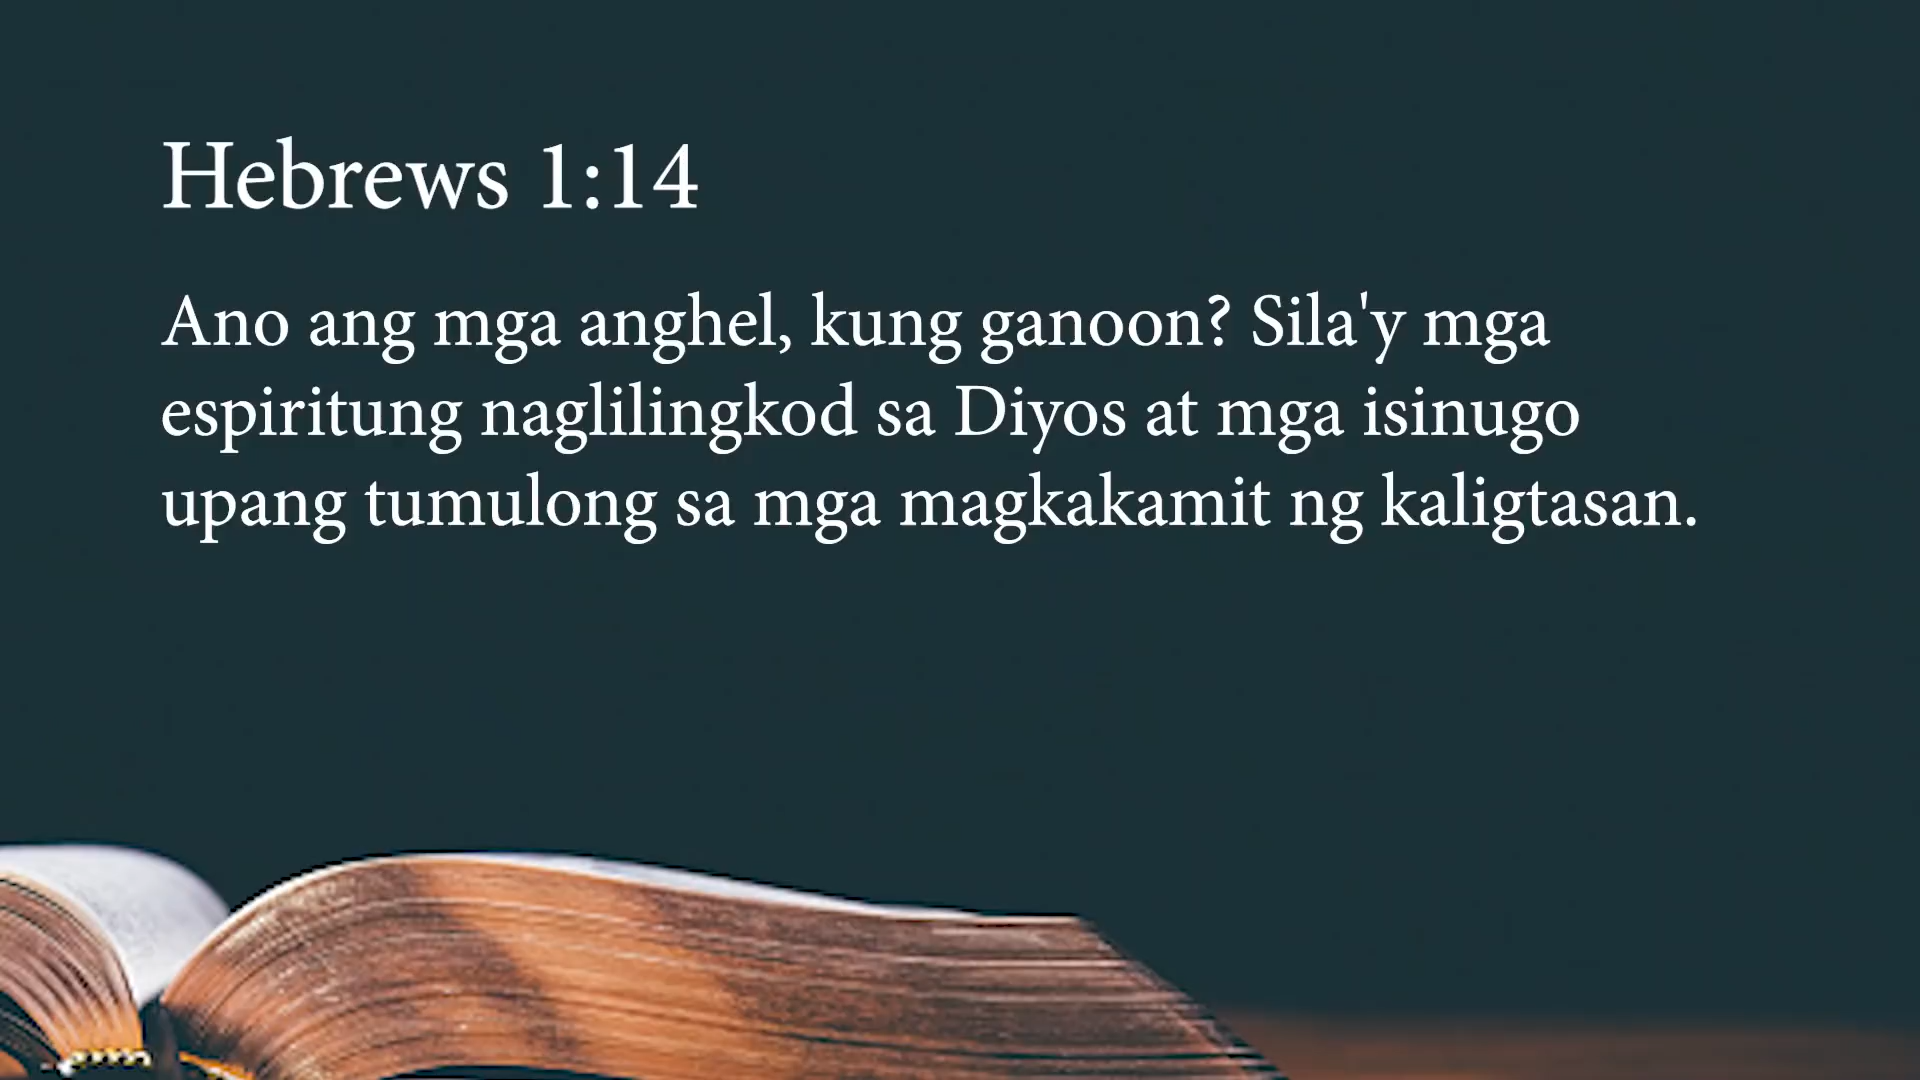 Hebrews 1:14
Ano ang mga anghel, kung ganoon? Sila'y mga
espiritung naglilingkod sa Diyos at mga isinugo
upang tumulong sa mga magkakamit ng kaligtasan.